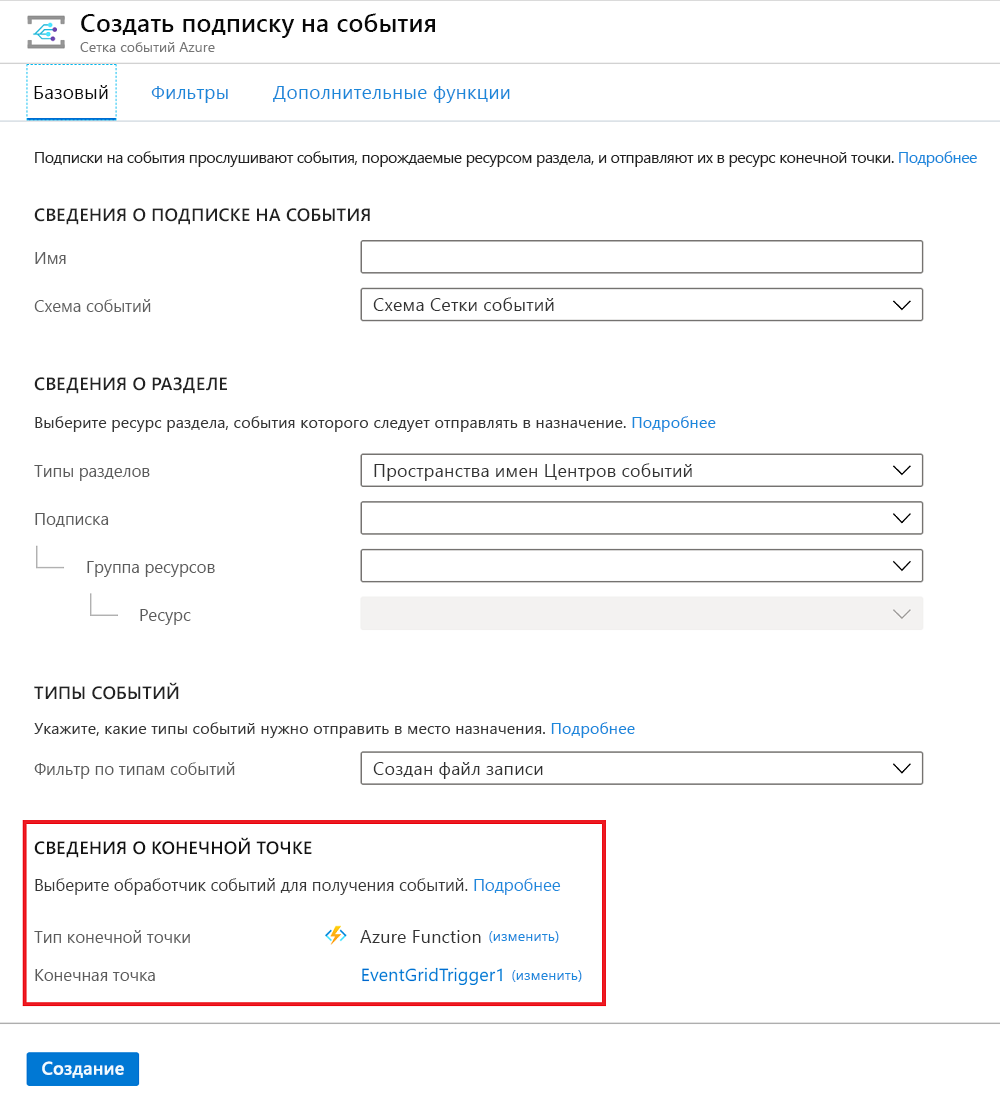 Создать подписку на события
Сетка событий Azure
Базовый Фильтры Дополнительные функции
Подписки на события прослушивают события, порождаемые ресурсом раздела, и отправляют их в ресурс конечной точки. Подробнее
СВЕДЕНИЯ О ПОДПИСКЕ НА СОБЫТИЯ
Имя
Схема событий Схема Сетки событий
СВЕДЕНИЯ О РАЗДЕЛЕ
Выберите ресурс раздела, события которого следует отправлять в назначение. Подробнее
Типы разделов Пространства имен Центров событий
Подписка
Группа ресурсов
Ресурс
ТИПЫ СОБЫТИЙ
Укажите, какие типы событий нужно отправить в место назначения. Подробнее
Фильтр по типам событий Создан файл записи
СВЕДЕНИЯ О КОНЕЧНОЙ ТОЧКЕ
Выберите обработчик событий для получения событий. Подробнее
Тип конечной точки Azure Function (изменить)
Конечная точка EventGridTrigger1 (изменить)
Создание